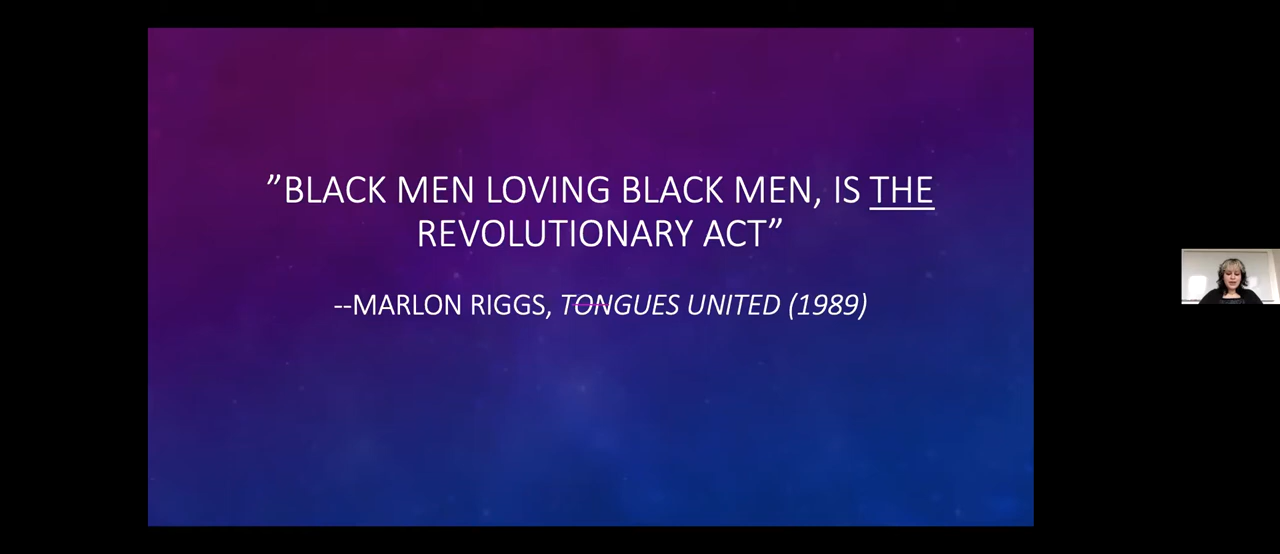 ”BLACK MEN LOVING BLACK MEN, IS THE
REVOLUTIONARY ACT”
--MARLON RIGGS, TONGUES UNITED (1989)